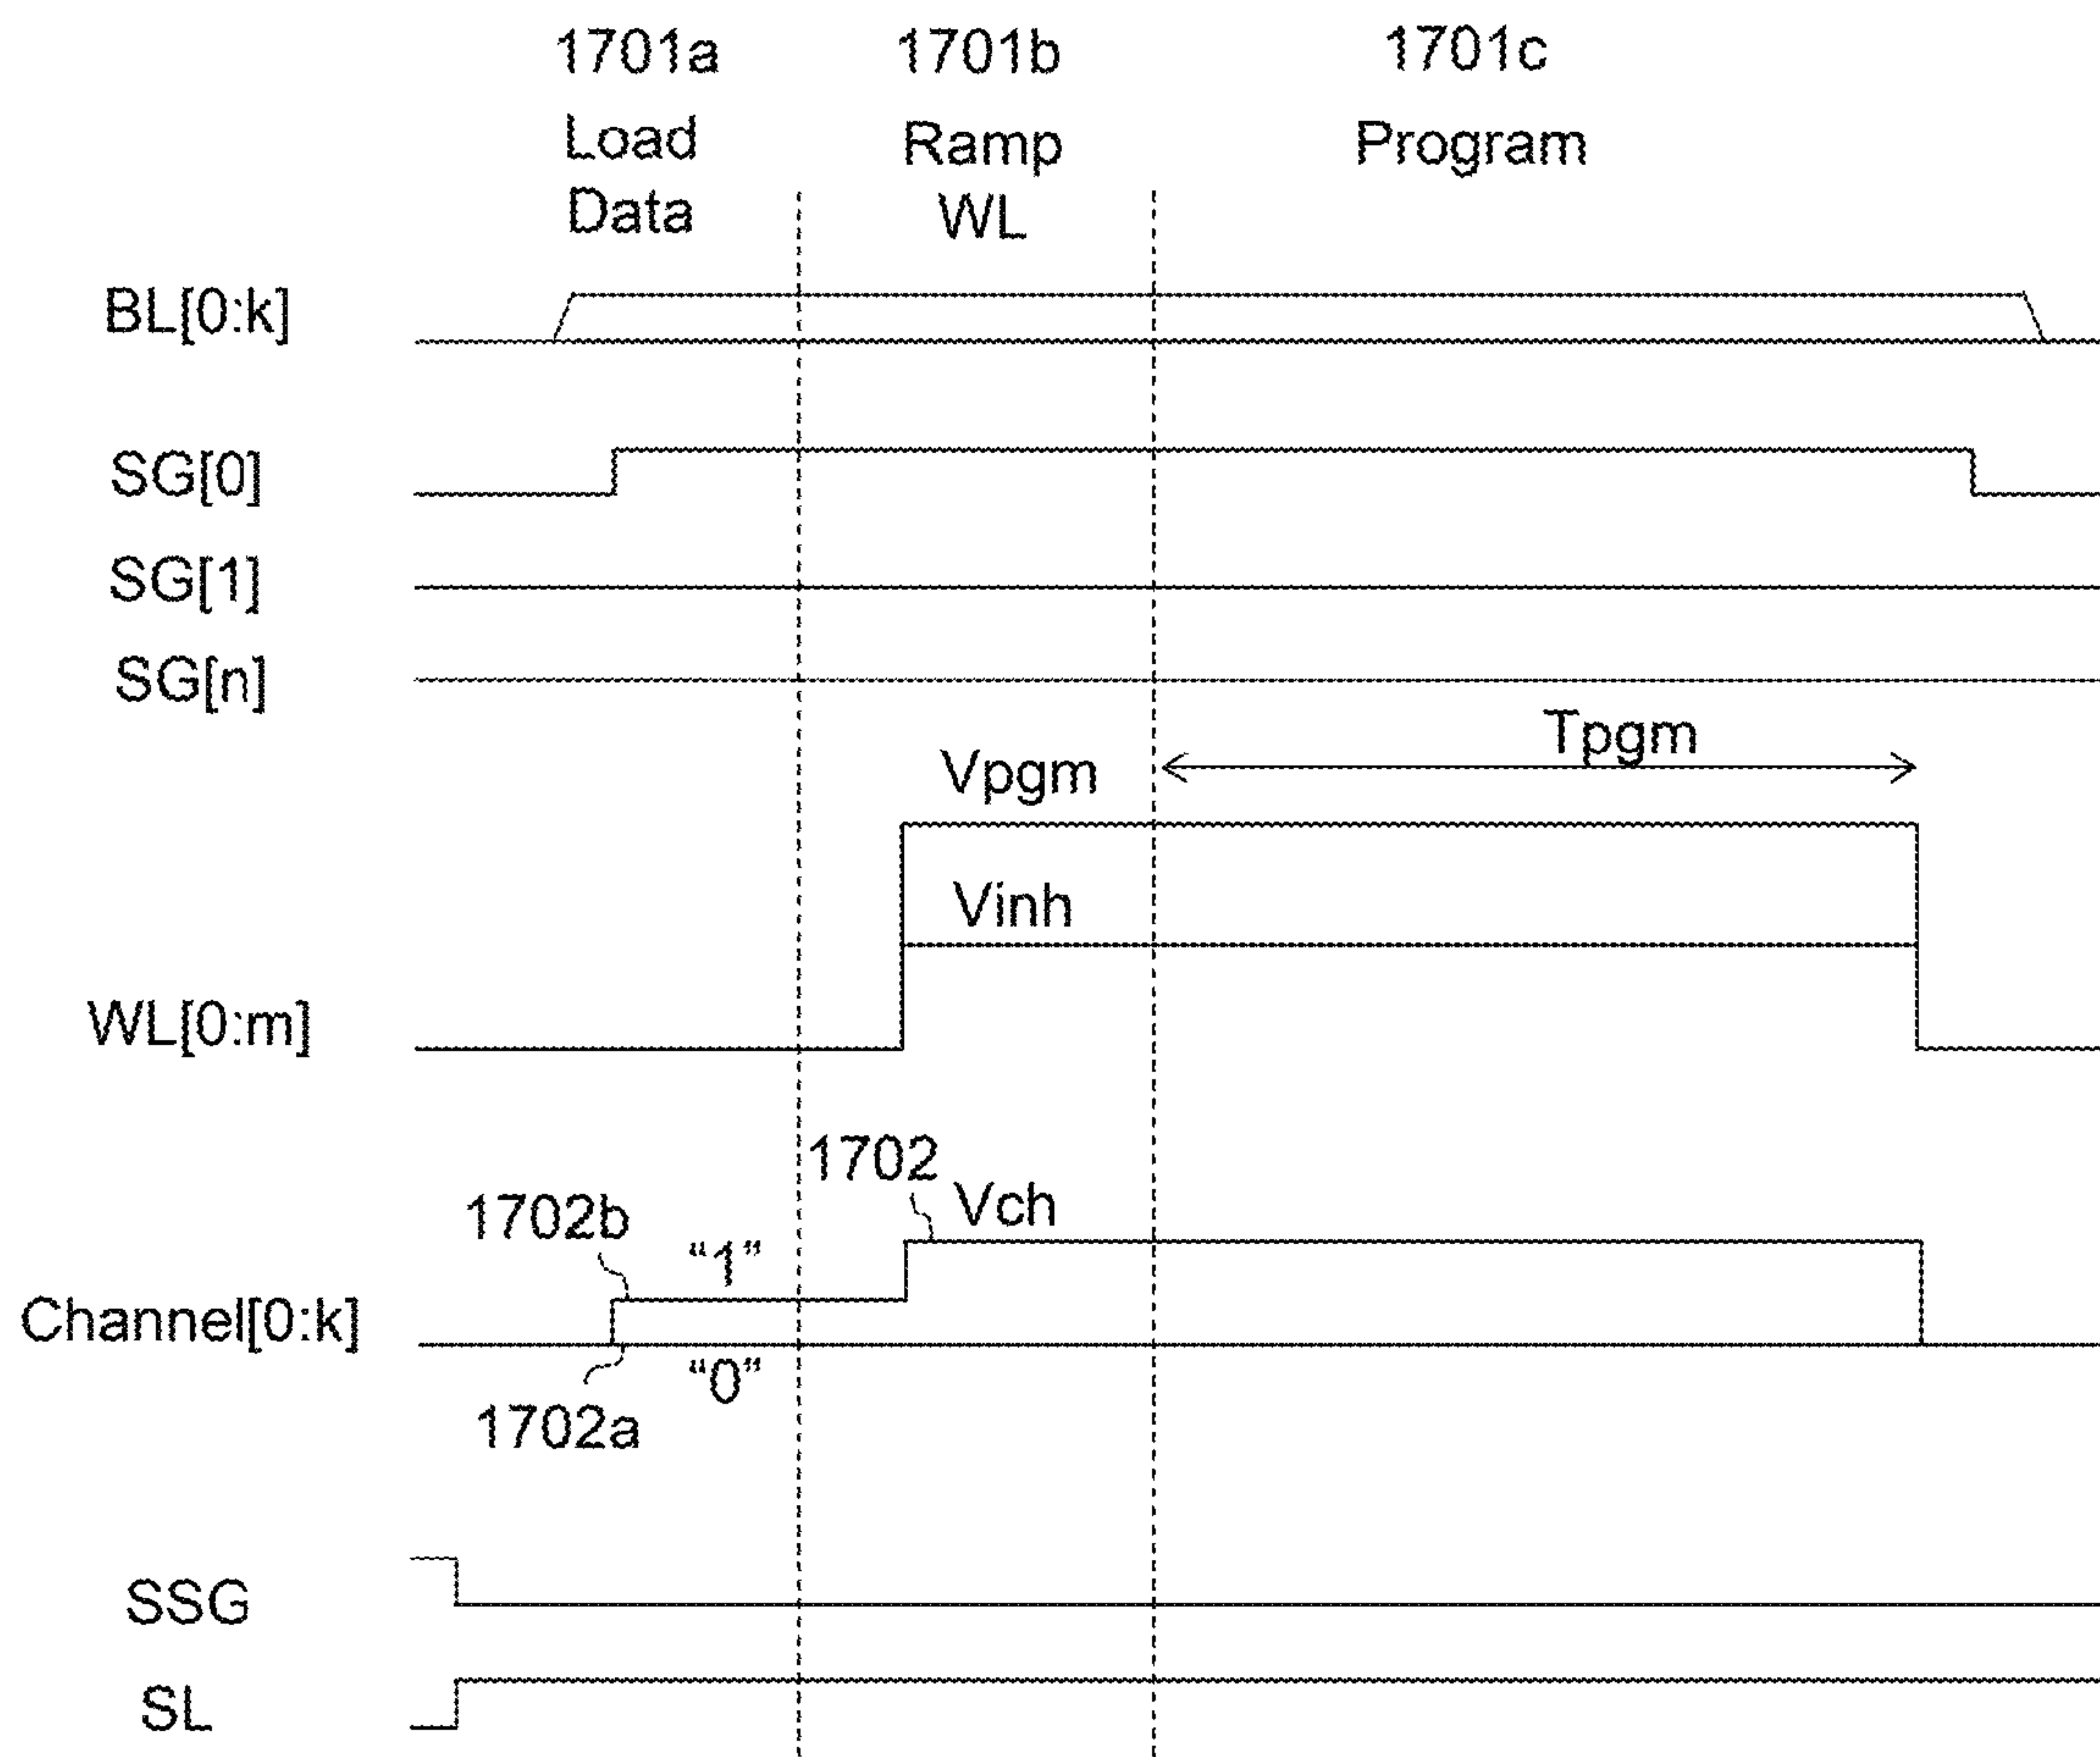 1701a
1701b
1701c
Load
Data
Ramp
WL
Program
BL[0:k]
SG[0]
SG[1]
SG[n]
Tpgm
Vpgm
Vinh
WL[0:m]
1702
Vch
1702b
“1”
Channel[0:k]
“0”
1702a
SSG
SL